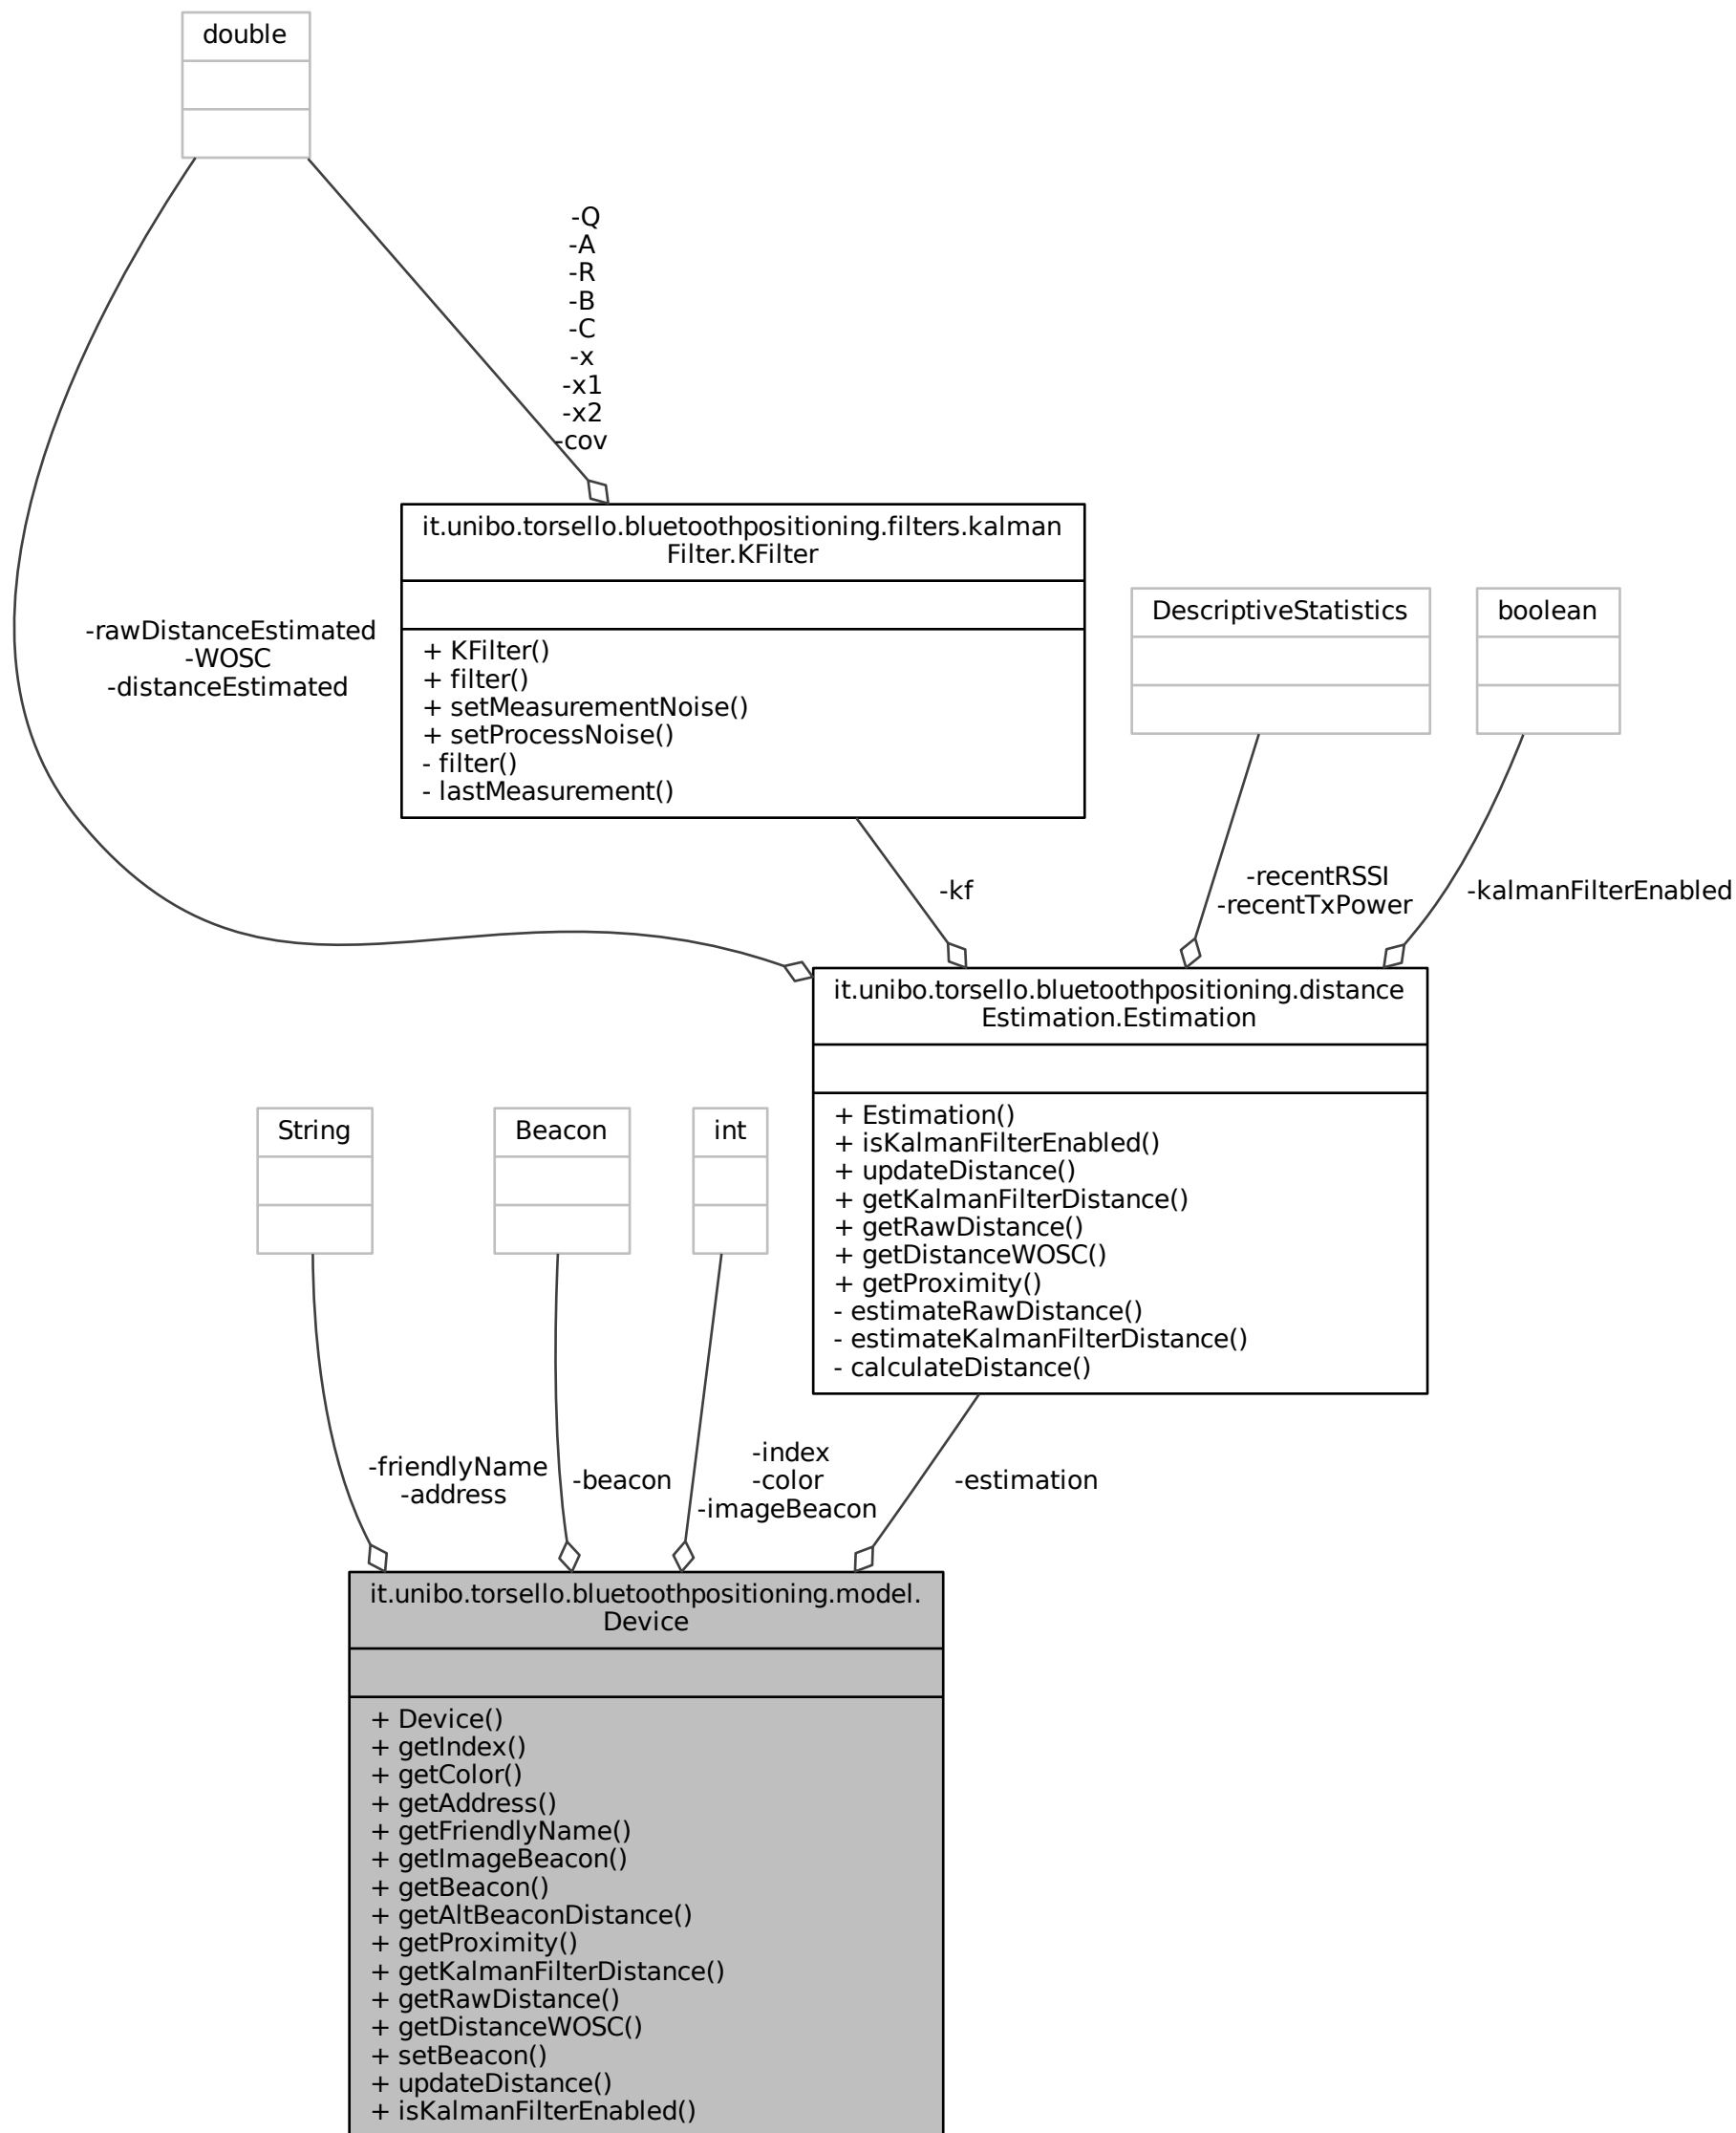 double
-Q
-A
-R
-B
-C
-x
-x1
-x2
-cov
it.unibo.torsello.bluetoothpositioning.filters.kalman
Filter.KFilter
+ KFilter()
+ filter()
+ setMeasurementNoise()
+ setProcessNoise()
- filter()
- lastMeasurement()
DescriptiveStatistics
boolean
-rawDistanceEstimated
-WOSC
-distanceEstimated
-kf
-recentRSSI
-recentTxPower
-kalmanFilterEnabled
it.unibo.torsello.bluetoothpositioning.distance
Estimation.Estimation
+ Estimation()
+ isKalmanFilterEnabled()
+ updateDistance()
+ getKalmanFilterDistance()
+ getRawDistance()
+ getDistanceWOSC()
+ getProximity()
- estimateRawDistance()
- estimateKalmanFilterDistance()
- calculateDistance()
String
Beacon
int
-friendlyName
-address
-beacon
-index
-color
-imageBeacon
-estimation
it.unibo.torsello.bluetoothpositioning.model.
Device
+ Device()
+ getIndex()
+ getColor()
+ getAddress()
+ getFriendlyName()
+ getImageBeacon()
+ getBeacon()
+ getAltBeaconDistance()
+ getProximity()
+ getKalmanFilterDistance()
+ getRawDistance()
+ getDistanceWOSC()
+ setBeacon()
+ updateDistance()
+ isKalmanFilterEnabled()